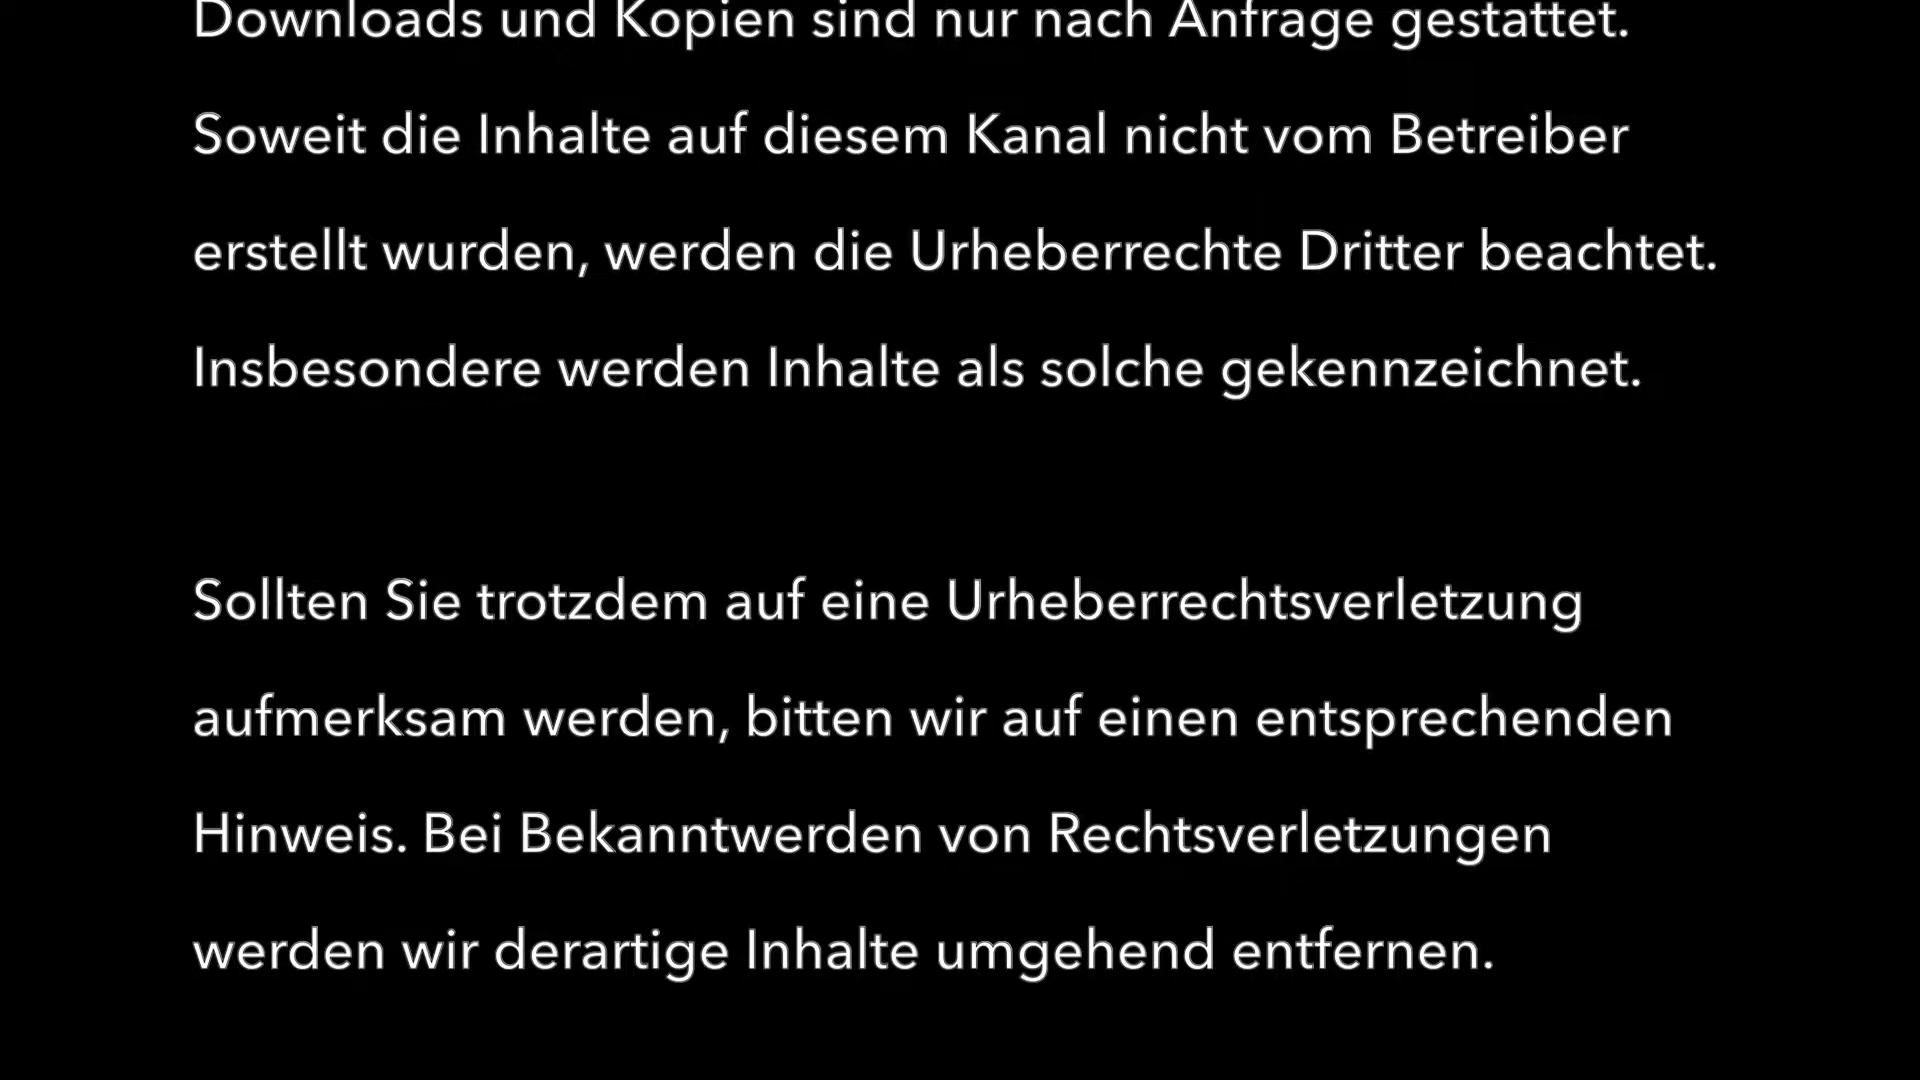 Downloads und Kopien sind nur nach Anfrage gestattet.
Soweit die Inhalte auf diesem Kanal nicht vom Betreiber
erstellt wurden, werden die Urheberrechte Dritter beachtet.
Insbesondere werden Inhalte als solche gekennzeichnet.
Sollten Sie trotzdem auf eine Urheberrechtsverletzung
aufmerksam werden, bitten wir auf einen entsprechenden
Hinweis. Bei Bekanntwerden von Rechtsverletzungen
werden wir derartige Inhalte umgehend entfernen.